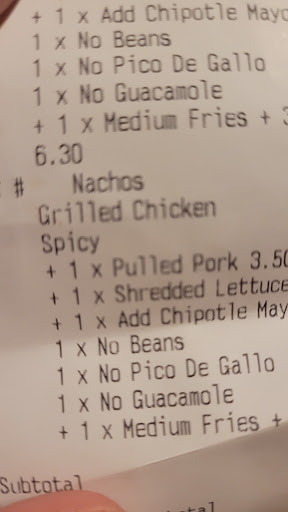 + 1 x Add Chipotle Mayo
1 x No Beans
1 x No Pico De Gallo
1 x No Guacamole
+ 1 x Medium Fries +
6.30
# Nachos
Grilled Chicken
Spicy
+ 1 x Pulled Pork 3.50
+ 1 x Shredded Lettuce
+ 1 x Add Chipotle May
1 x No Beans
1 x No Pico De Gallo
1 x No Guacamole
+ 1 x Medium Fries +
Subtotal